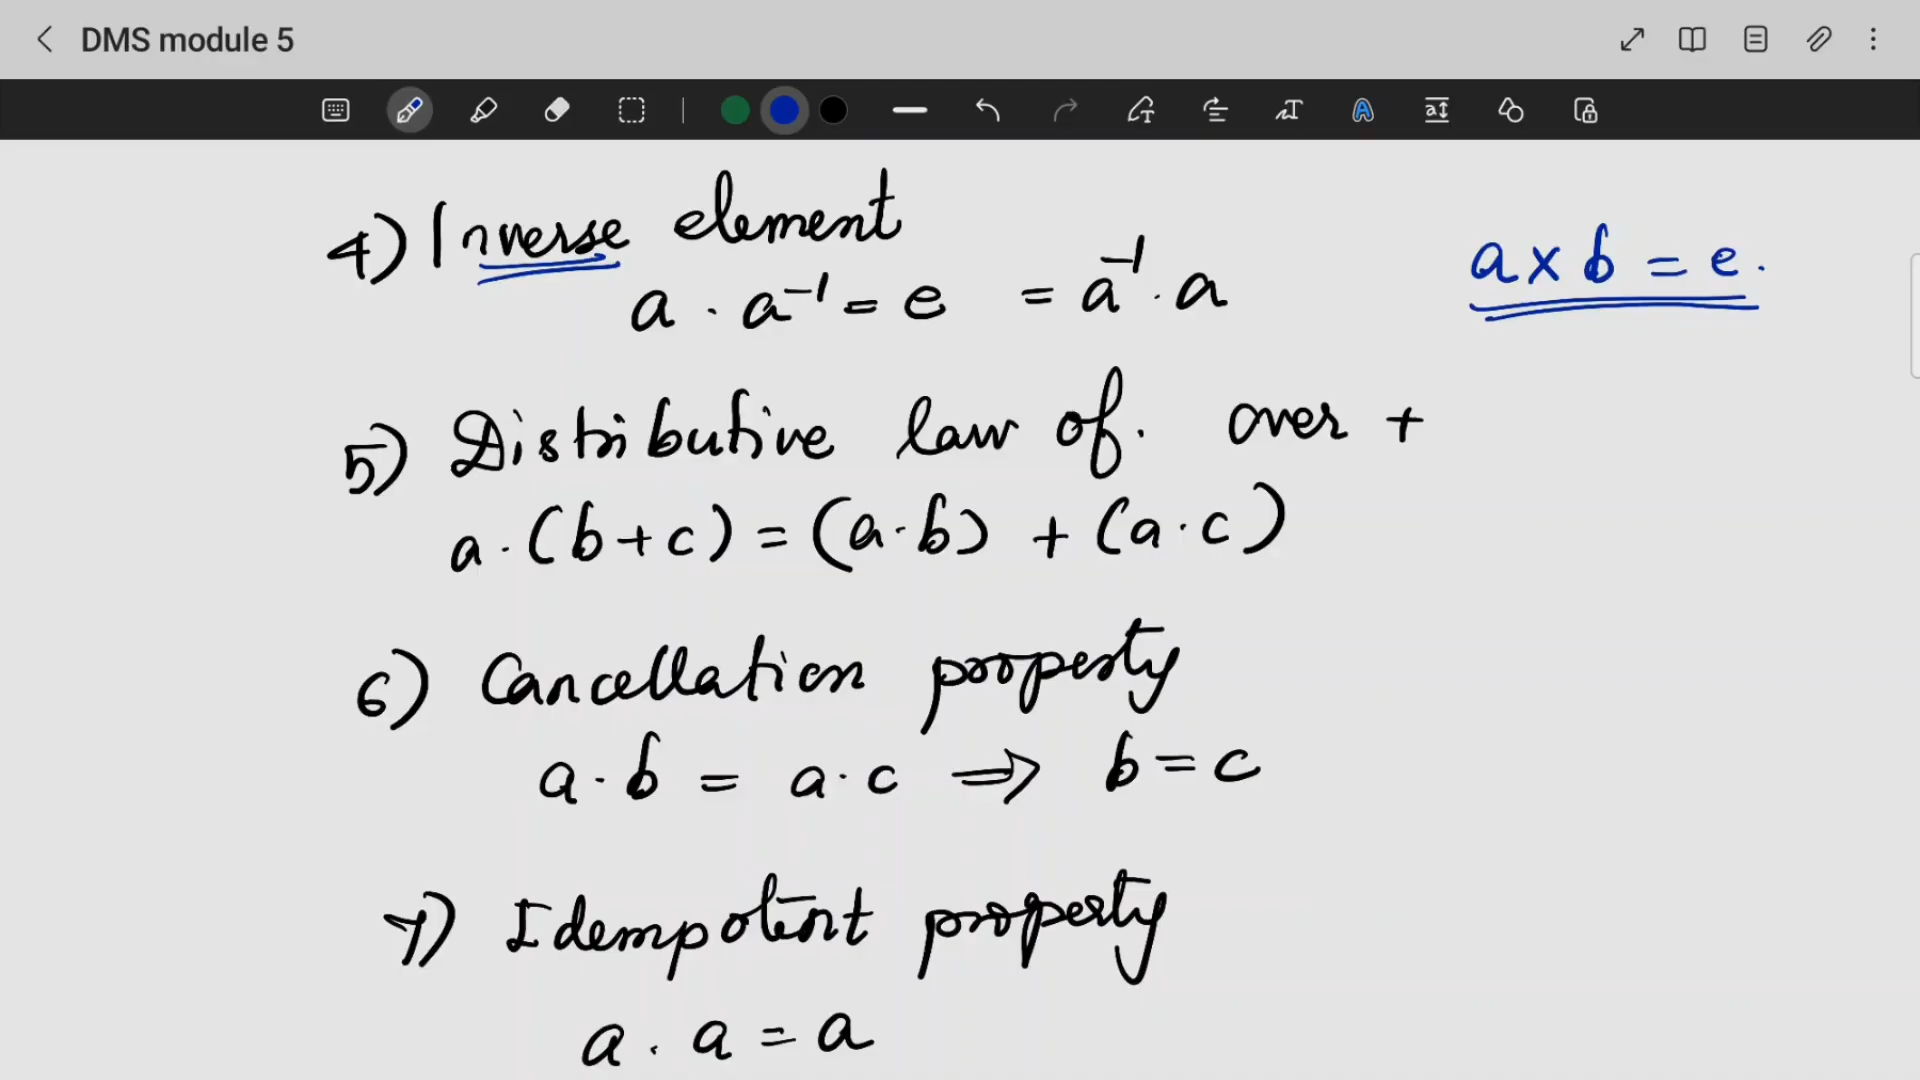 DMS module 5
4) Inverse element
a . a⁻¹ = e = a⁻¹ . a
a x b = e.
5) Distributive law of . over +
a . (b + c) = (a . b) + (a . c)
6) Cancellation property
a . b = a . c ⇒ b = c
7) Idempotent property
a . a = a